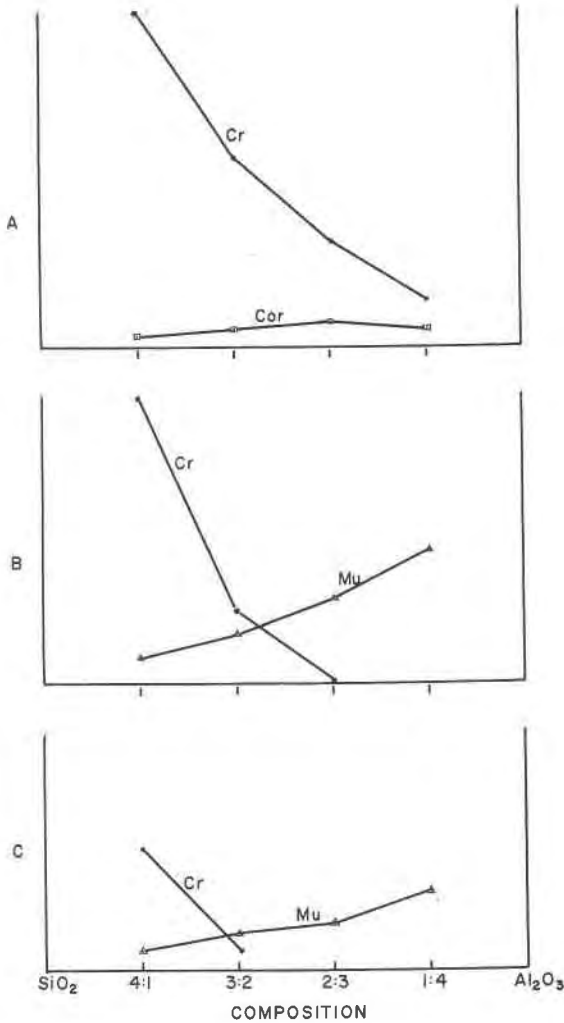 Cr
A
Cor
Cr
B
Mu
C
Cr
Mu
SiO₂ 4:1 3:2 2:3 1:4 Al₂O₃
COMPOSITION